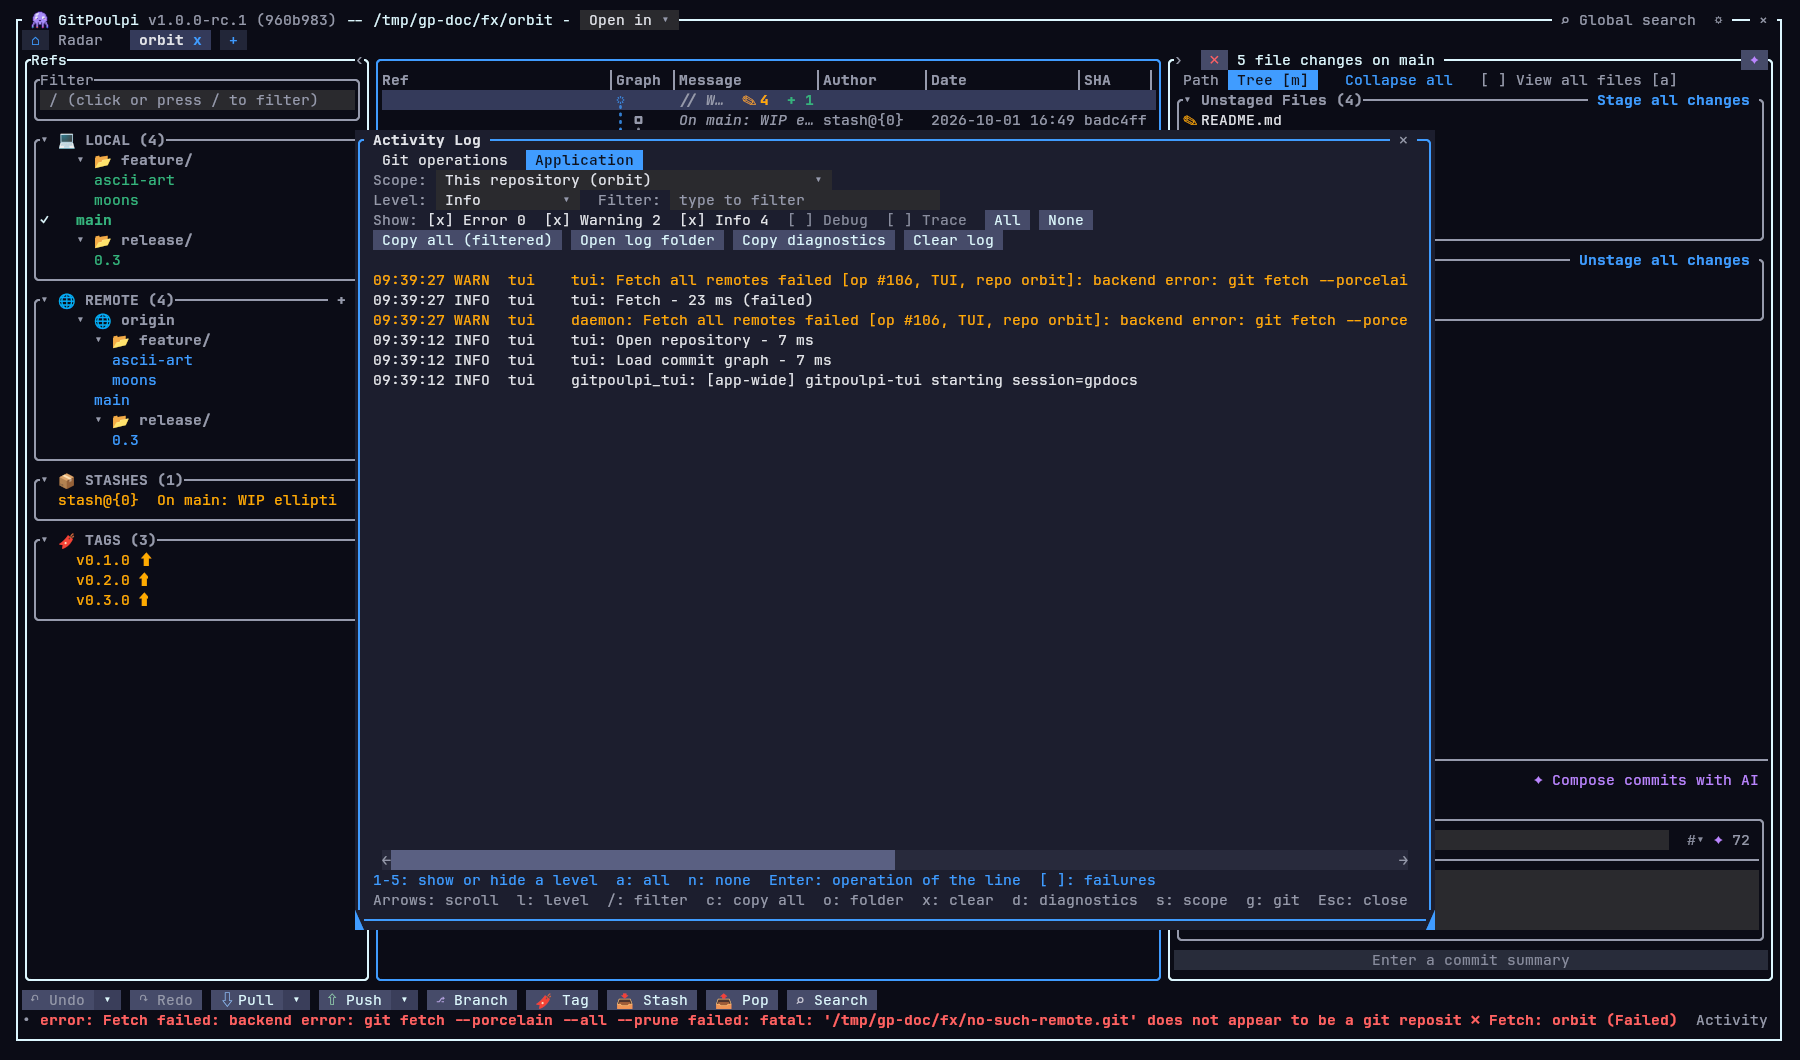 GitPoulpi v1.0.0-rc.1 (960b983) -- /tmp/gp-doc/fx/orbit - Open in ▾ ⌕ Global search ⚙ ×
⌂ Radar orbit x +
Refs ‹
Filter
/ (click or press / to filter)
▾ LOCAL (4)
▾ feature/
ascii-art
moons
✓ main
▾ release/
0.3
▾ REMOTE (4) +
▾ origin
▾ feature/
ascii-art
moons
main
▾ release/
0.3
▾ STASHES (1)
stash@{0} On main: WIP ellipti
▾ TAGS (3)
v0.1.0 ⬆
v0.2.0 ⬆
v0.3.0 ⬆
Ref Graph Message Author Date SHA
// W… ✎ 4 + 1
On main: WIP e… stash@{0} 2026-10-01 16:49 badc4ff
› ✕ 5 file changes on main ✦
Path Tree [m] Collapse all [ ] View all files [a]
▾ Unstaged Files (4) Stage all changes
✎ README.md
Unstage all changes
✦ Compose commits with AI
#▾ ✦ 72
Enter a commit summary
Activity Log ×
Git operations Application
Scope: This repository (orbit) ▾
Level: Info ▾ Filter: type to filter
Show: [x] Error 0 [x] Warning 2 [x] Info 4 [ ] Debug [ ] Trace All None
Copy all (filtered) Open log folder Copy diagnostics Clear log
09:39:27 WARN tui tui: Fetch all remotes failed [op #106, TUI, repo orbit]: backend error: git fetch --porcelai
09:39:27 INFO tui tui: Fetch - 23 ms (failed)
09:39:27 WARN tui daemon: Fetch all remotes failed [op #106, TUI, repo orbit]: backend error: git fetch --porce
09:39:12 INFO tui tui: Open repository - 7 ms
09:39:12 INFO tui tui: Load commit graph - 7 ms
09:39:12 INFO tui gitpoulpi_tui: [app-wide] gitpoulpi-tui starting session=gpdocs
← →
1-5: show or hide a level a: all n: none Enter: operation of the line [ ]: failures
Arrows: scroll l: level /: filter c: copy all o: folder x: clear d: diagnostics s: scope g: git Esc: close
↶ Undo ▾ ↷ Redo ⇩ Pull ▾ ⇧ Push ▾ ⎇ Branch Tag Stash Pop ⌕ Search
• error: Fetch failed: backend error: git fetch --porcelain --all --prune failed: fatal: '/tmp/gp-doc/fx/no-such-remote.git' does not appear to be a git reposit ✕ Fetch: orbit (Failed) Activity